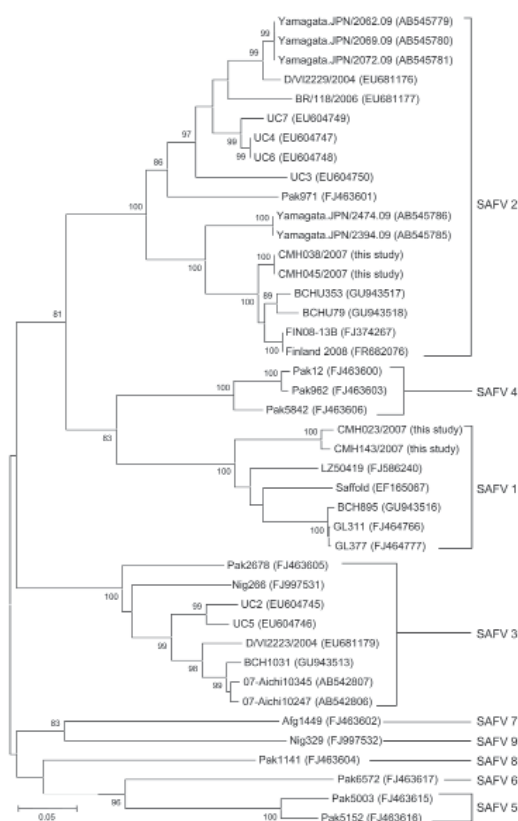 99
Yamagata.JPN/2062.09 (AB545779)
Yamagata.JPN/2069.09 (AB545780)
99
Yamagata.JPN/2072.09 (AB545781)
D/VI2229/2004 (EU681176)
BR/118/2006 (EU681177)
UC7 (EU604749)
97
UC4 (EU604747)
99
99
UC6 (EU604748)
86
UC3 (EU604750)
Pak971 (FJ463601)
SAFV 2
100
100
Yamagata.JPN/2474.09 (AB545786)
Yamagata.JPN/2394.09 (AB545785)
100
100
CMH038/2007 (this study)
CMH045/2007 (this study)
100
89
BCHU353 (GU943517)
BCHU79 (GU943518)
81
FIN08-13B (FJ374267)
100
Finland 2008 (FR682076)
100
Pak12 (FJ463600)
100
Pak962 (FJ463603)
SAFV 4
Pak5842 (FJ463606)
83
100
CMH023/2007 (this study)
CMH143/2007 (this study)
100
LZ50419 (FJ586240)
Saffold (EF165067)
SAFV 1
BCH895 (GU943516)
100
GL311 (FJ464766)
GL377 (FJ464777)
Pak2678 (FJ463605)
100
Nig266 (FJ997531)
99
UC2 (EU604745)
UC5 (EU604746)
SAFV 3
99
D/VI2223/2004 (EU681179)
98
BCH1031 (GU943513)
99
07-Aichi10345 (AB542807)
07-Aichi10247 (AB542806)
83
Afg1449 (FJ463602)
SAFV 7
Nig329 (FJ997532)
SAFV 9
Pak1141 (FJ463604)
SAFV 8
Pak6572 (FJ463617)
SAFV 6
96
Pak5003 (FJ463615)
SAFV 5
0.05
100
Pak5152 (FJ463616)